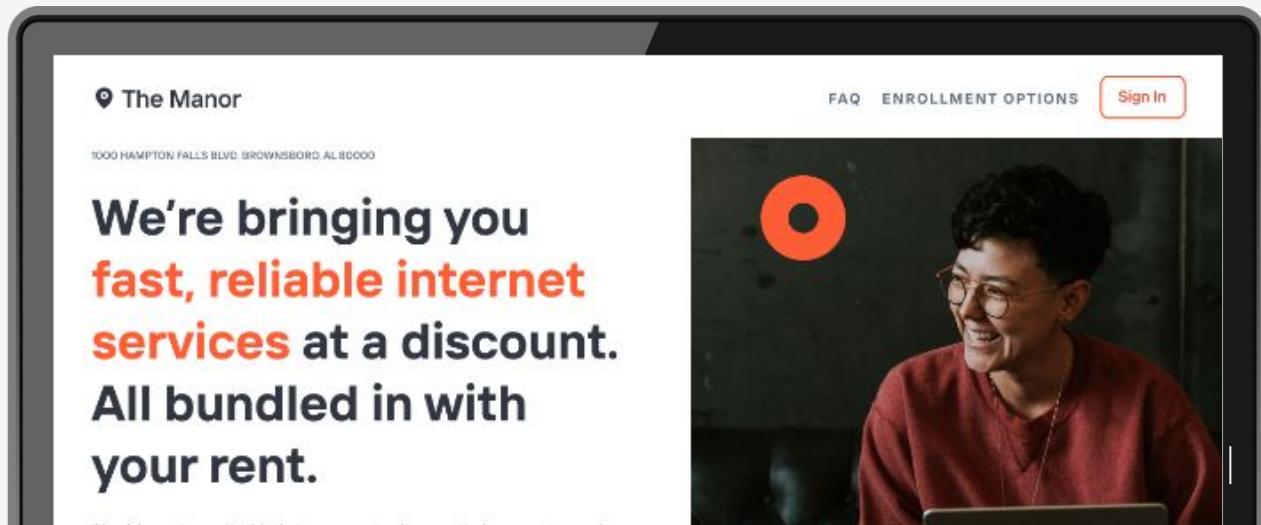 The Manor
FAQ ENROLLMENT OPTIONS Sign In
1000 HAMPTON FALLS BLVD, BROWNSBORO, AL 80000
We're bringing you
fast, reliable internet
services at a discount.
All bundled in with
your rent.